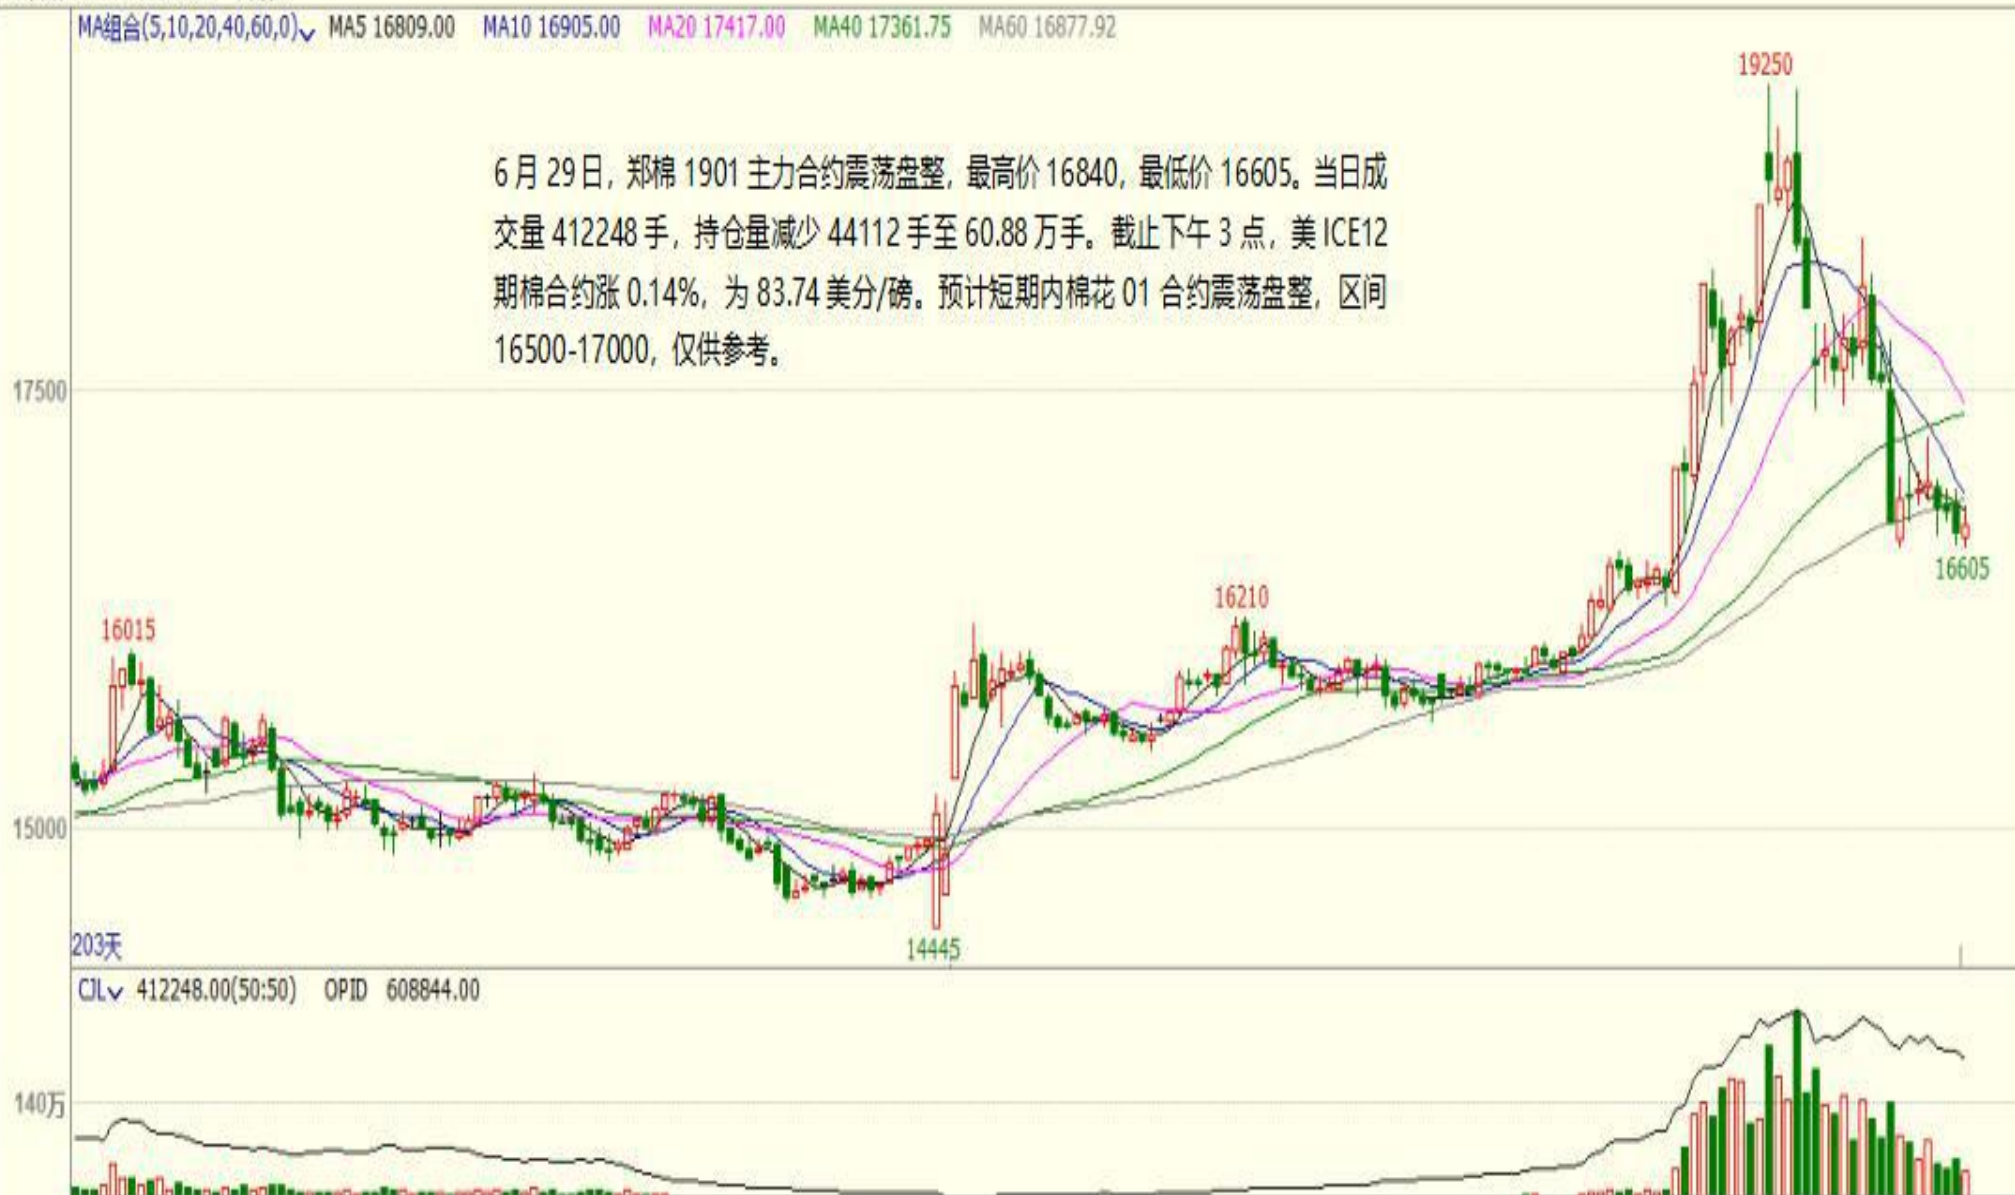 MA组合(5,10,20,40,60,0) MA5 16809.00 MA10 16905.00 MA20 17417.00 MA40 17361.75 MA60 16877.92
19250
6月29日，郑棉1901主力合约震荡盘整，最高价16840，最低价16605。当日成
交量412248手，持仓量减少44112手至60.88万手。截止下午3点，美ICE12
期棉合约涨0.14%，为83.74美分/磅。预计短期内棉花01合约震荡盘整，区间
16500-17000，仅供参考。
17500
16605
16210
16015
15000
203天
14445
CJL 412248.00(50:50) OPID 608844.00
140万